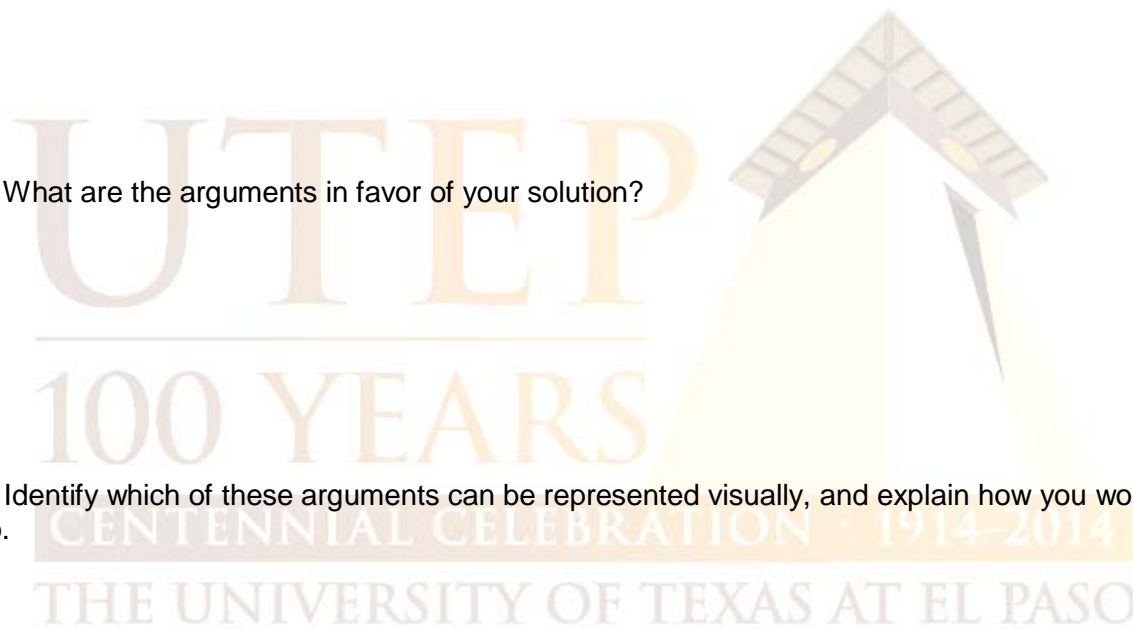 UTEP
What are the arguments in favor of your solution?
100 YEARS
Identify which of these arguments can be represented visually, and explain how you
CENTENNIAL CELEBRATION · 1914-2014
THE UNIVERSITY OF TEXAS AT EL PASO